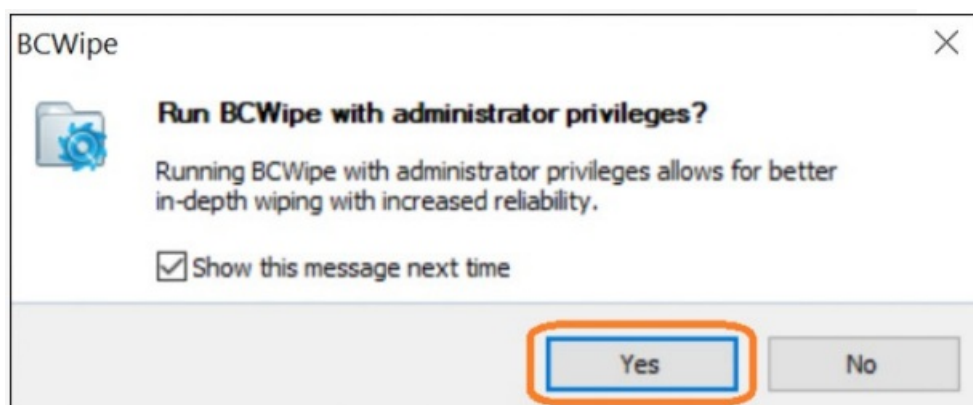 BCWipe
Run BCWipe with administrator privileges?
Running BCWipe with administrator privileges allows for better
in-depth wiping with increased reliability.
Show this message next time
Yes
No